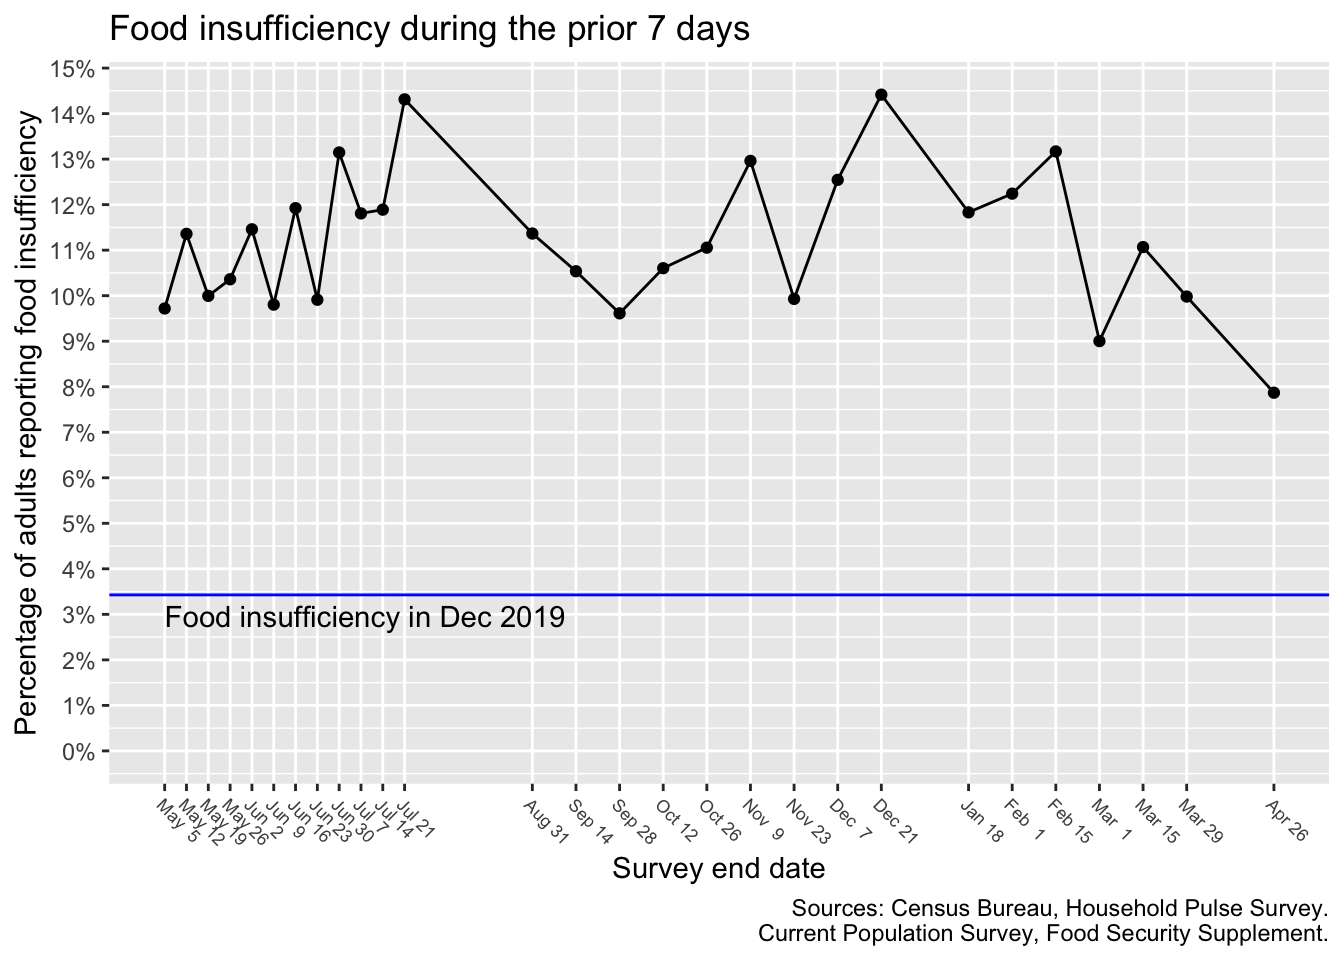 Food insufficiency during the prior 7 days
Percentage of adults reporting food insufficiency
15%
14%
13%
12%
11%
10%
9%
8%
7%
6%
5%
4%
3%
2%
1%
0%
Food insufficiency in Dec 2019
May 5
May 12
May 19
May 26
Jun 2
Jun 9
Jun 16
Jun 23
Jun 30
Jul 7
Jul 14
Jul 21
Aug 31
Sep 14
Sep 28
Oct 12
Oct 26
Nov 9
Nov 23
Dec 7
Dec 21
Jan 18
Feb 1
Feb 15
Mar 1
Mar 15
Mar 29
Apr 26
Survey end date
Sources: Census Bureau, Household Pulse Survey.
Current Population Survey, Food Security Supplement.